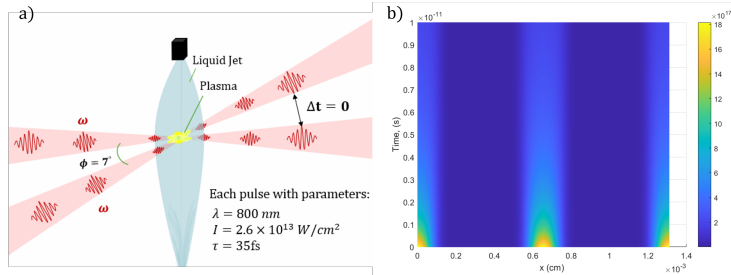 a)
Liquid Jet
Plasma
ω
Δt = 0
ϕ = 7°
ω
Each pulse with parameters:
λ = 800 nm
I = 2.6 × 10¹³ W/cm²
τ = 35fs
b)
×10⁻¹¹
×10¹⁷
1
0.9
0.8
0.7
0.6
0.5
0.4
0.3
0.2
0.1
0
Time, (s)
0 0.2 0.4 0.6 0.8 1 1.2 1.4
x (cm)
×10⁻³
18
16
14
12
10
8
6
4
2